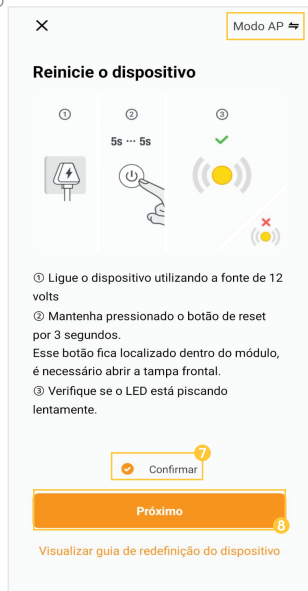 Modo AP ⇋
Reinicie o dispositivo
① ② ③
5s ··· 5s
① Ligue o dispositivo utilizando a fonte de 12
volts
② Mantenha pressionado o botão de reset
por 3 segundos.
Esse botão fica localizado dentro do módulo,
é necessário abrir a tampa frontal.
③ Verifique se o LED está piscando
lentamente.
7
Confirmar
Próximo
8
Visualizar guia de redefinição do dispositivo